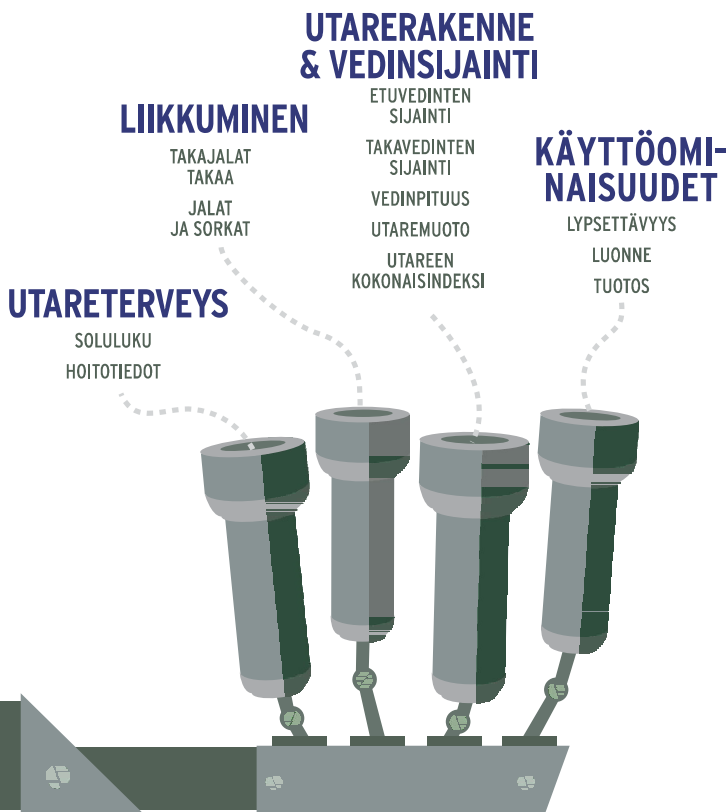 UTARERAKENNE
& VEDINSIJAINTI
ETUVEDINTEN
SIJAINTI
TAKAVEDINTEN
SIJAINTI
VEDINPITUUS
UTAREMUOTO
UTAREEN
KOKONAISINDEKSI
LIIKKUMINEN
TAKAJALAT
TAKAA
JALAT
JA SORKAT
KÄYTTÖOMI-
NAISUUDET
LYPSETTÄVYYS
LUONNE
TUOTOS
UTARETERVEYS
SOLULUKU
HOITOTIEDOT